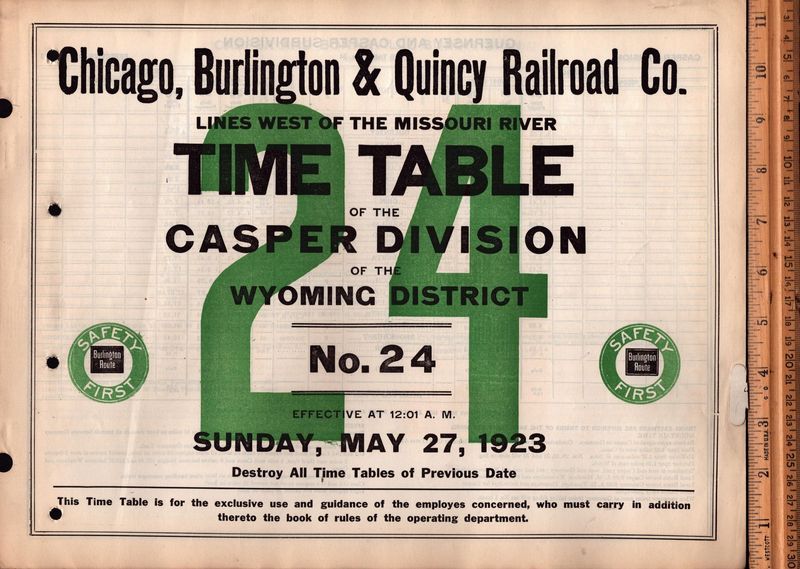 Chicago, Burlington & Quincy Railroad Co.
LINES WEST OF THE MISSOURI RIVER
TIME TABLE
OF THE
CASPER DIVISION
OF THE
WYOMING DISTRICT
24
No. 24
SAFETY FIRST
Burlington Route
SAFETY FIRST
Burlington Route
EFFECTIVE AT 12:01 A. M.
SUNDAY, MAY 27, 1923
Destroy All Time Tables of Previous Date
This Time Table is for the exclusive use and guidance of the employes concerned, who must carry in addition
thereto the book of rules of the operating department.